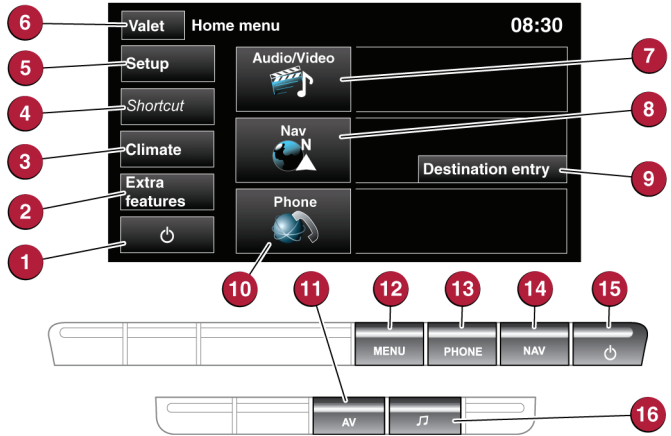 6 Valet Home menu 08:30
5 Setup Audio/Video 7
4 Shortcut
3 Climate Nav N 8
Destination entry 9
2 Extra
features
Phone
1
10 11 12 13 14 15
MENU PHONE NAV
AV 16